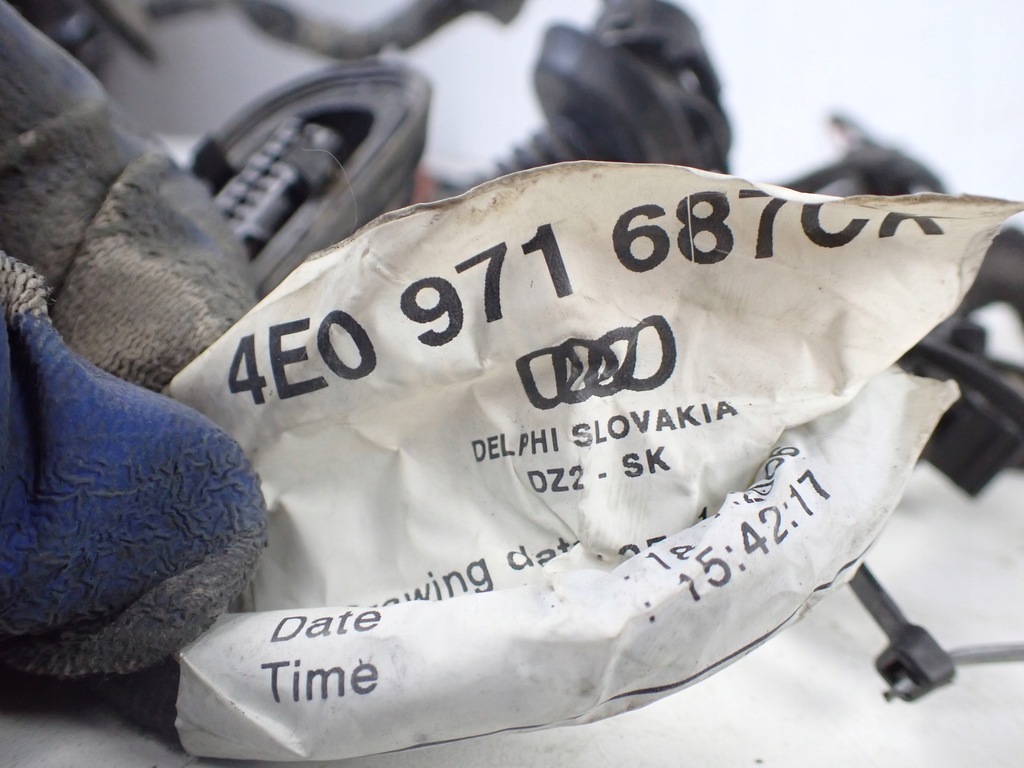 4E0 971 687CA
DELPHI SLOVAKIA
DZ2 - SK
Date
Time : 15:42:17